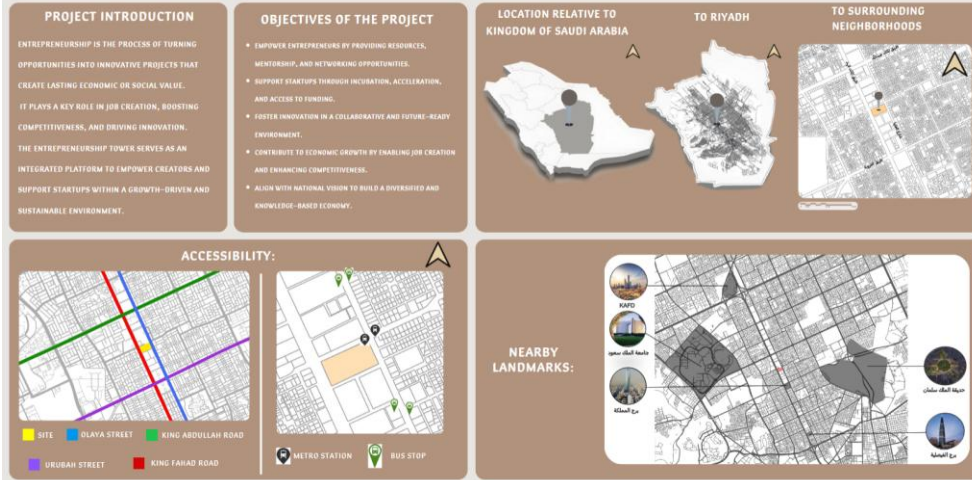 PROJECT INTRODUCTION
ENTREPRENEURSHIP IS THE PROCESS OF TURNING
OPPORTUNITIES INTO INNOVATIVE PROJECTS THAT
CREATE LASTING ECONOMIC OR SOCIAL VALUE.
IT PLAYS A KEY ROLE IN JOB CREATION, BOOSTING
COMPETITIVENESS, AND DRIVING INNOVATION.
THE ENTREPRENEURSHIP TOWER SERVES AS AN
INTEGRATED PLATFORM TO EMPOWER CREATORS AND
SUPPORT STARTUPS WITHIN A GROWTH-DRIVEN AND
SUSTAINABLE ENVIRONMENT.
OBJECTIVES OF THE PROJECT
• EMPOWER ENTREPRENEURS BY PROVIDING RESOURCES,
MENTORSHIP, AND NETWORKING OPPORTUNITIES.
• SUPPORT STARTUPS THROUGH INCUBATION, ACCELERATION,
AND ACCESS TO FUNDING.
• FOSTER INNOVATION IN A COLLABORATIVE AND FUTURE-READY
ENVIRONMENT.
• CONTRIBUTE TO ECONOMIC GROWTH BY ENABLING JOB CREATION
AND ENHANCING COMPETITIVENESS.
• ALIGN WITH NATIONAL VISION TO BUILD A DIVERSIFIED AND
KNOWLEDGE-BASED ECONOMY.
LOCATION RELATIVE TO
KINGDOM OF SAUDI ARABIA
TO RIYADH
TO SURROUNDING
NEIGHBORHOODS
ACCESSIBILITY:
SITE
OLAYA STREET
KING ABDULLAH ROAD
URUBAH STREET
KING FAHAD ROAD
METRO STATION
BUS STOP
NEARBY
LANDMARKS:
KAFD
جامعة الملك سعود
برج المملكة
حديقة الملك سلمان
برج الفيصلية